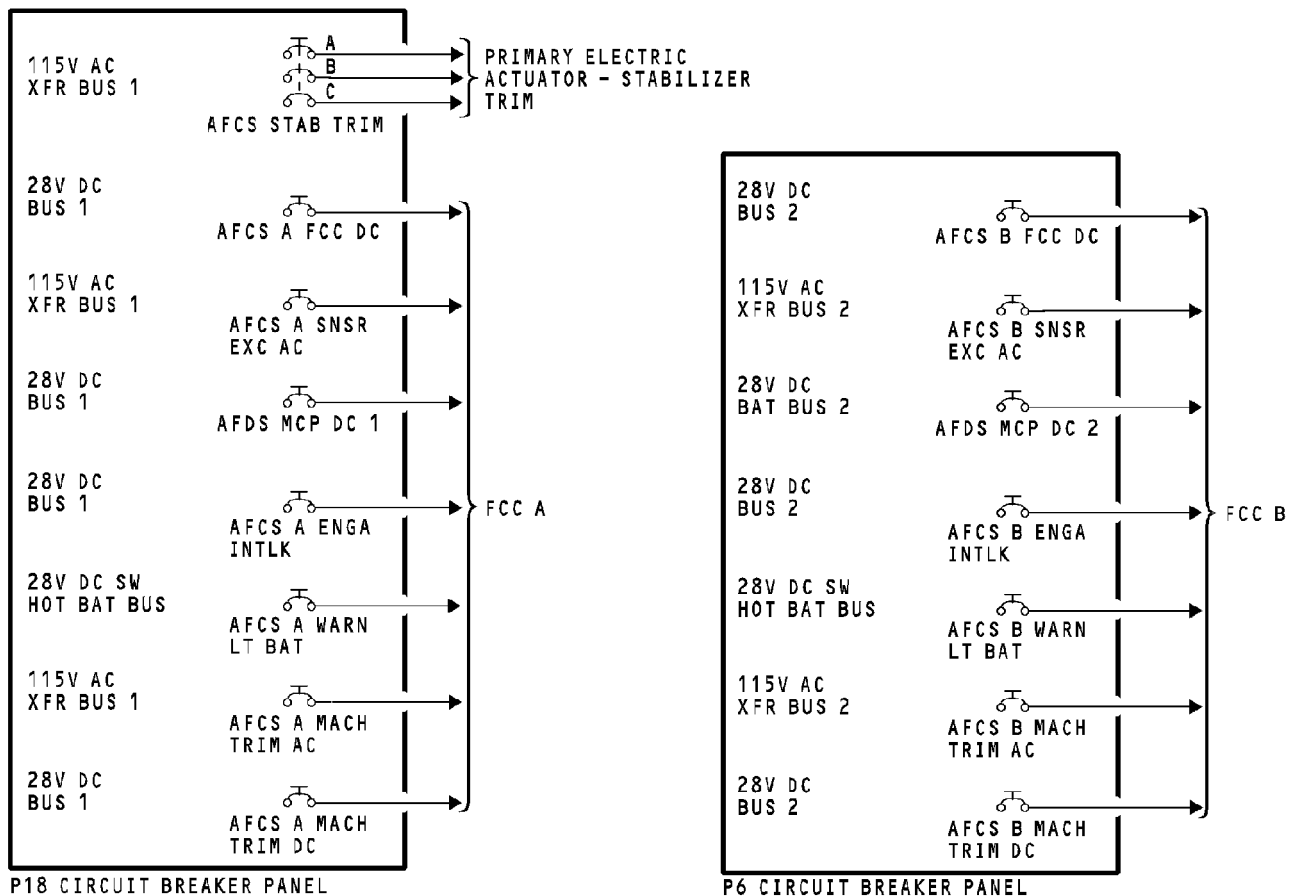 115V AC
XFR BUS 1
A
B
C
AFCS STAB TRIM
PRIMARY ELECTRIC
ACTUATOR - STABILIZER
TRIM
28V DC
BUS 1
AFCS A FCC DC
115V AC
XFR BUS 1
AFCS A SNSR
EXC AC
28V DC
BUS 1
AFDS MCP DC 1
28V DC
BUS 1
AFCS A ENGA
INTLK
FCC A
28V DC SW
HOT BAT BUS
AFCS A WARN
LT BAT
115V AC
XFR BUS 1
AFCS A MACH
TRIM AC
28V DC
BUS 1
AFCS A MACH
TRIM DC
P18 CIRCUIT BREAKER PANEL
28V DC
BUS 2
AFCS B FCC DC
115V AC
XFR BUS 2
AFCS B SNSR
EXC AC
28V DC
BAT BUS 2
AFDS MCP DC 2
28V DC
BUS 2
AFCS B ENGA
INTLK
FCC B
28V DC SW
HOT BAT BUS
AFCS B WARN
LT BAT
115V AC
XFR BUS 2
AFCS B MACH
TRIM AC
28V DC
BUS 2
AFCS B MACH
TRIM DC
P6 CIRCUIT BREAKER PANEL